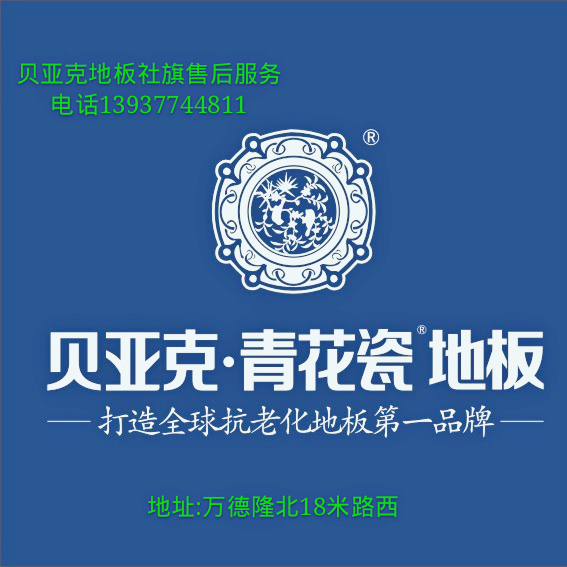 贝亚克地板社旗售后服务
电话13937744811
®
贝亚克·青花瓷®地板
打造全球抗老化地板第一品牌
地址:万德隆北18米路西